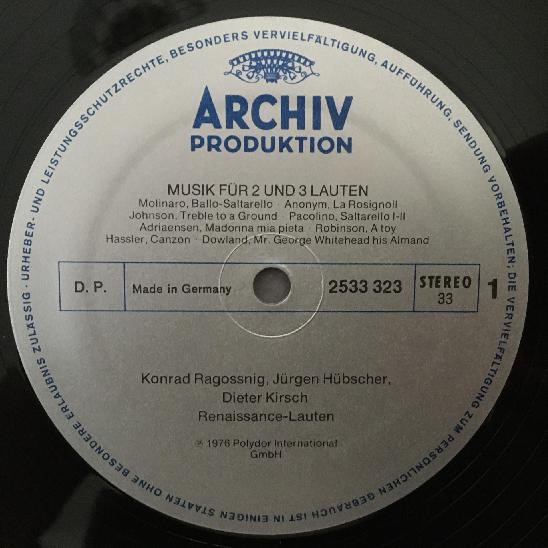 URHEBER- UND LEISTUNGSSCHUTZRECHTE, BESONDERS VERVIELFÄLTIGUNG, AUFFÜHRUNG, SENDUNG VORBEHALTEN; DIE VERVIELFÄLTIGUNG ZUM PERSÖNLICHEN GEBRAUCH IST IN EINIGEN STAATEN OHNE BESONDERE ERLAUBNIS ZULÄSSIG ·
ARCHIV
PRODUKTION
MUSIK FÜR 2 UND 3 LAUTEN
Molinaro, Ballo-Saltarello · Anonym, La Rosignoll
Johnson, Treble to a Ground · Pacolino, Saltarello I-II
Adriaensen, Madonna mia pieta · Robinson, A toy
Hassler, Canzon · Dowland, Mr. George Whitehead his Almand
D. P. Made in Germany 2533 323 STEREO 33 1
Konrad Ragossnig, Jürgen Hübscher,
Dieter Kirsch
Renaissance-Lauten
℗ 1976 Polydor International
GmbH